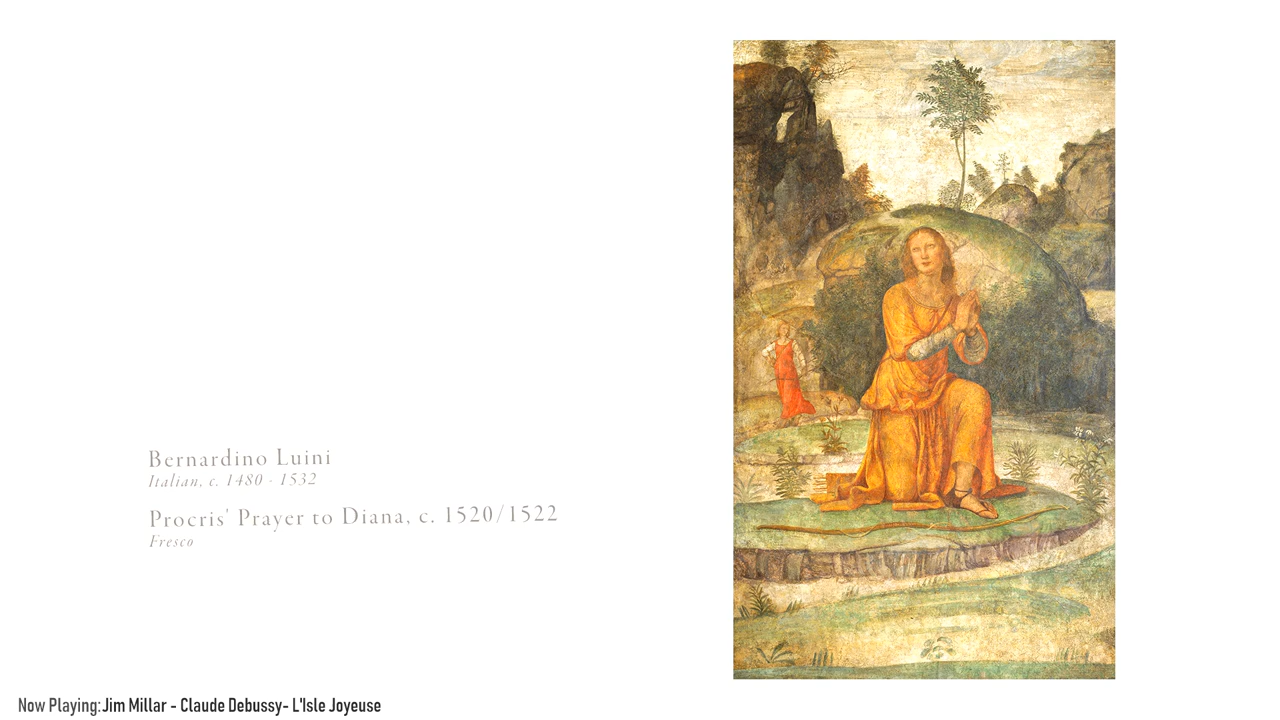 Bernardino Luini
Italian, c. 1480 - 1532
Procris' Prayer to Diana, c. 1520/1522
Fresco
Now Playing:Jim Millar - Claude Debussy- L'Isle Joyeuse